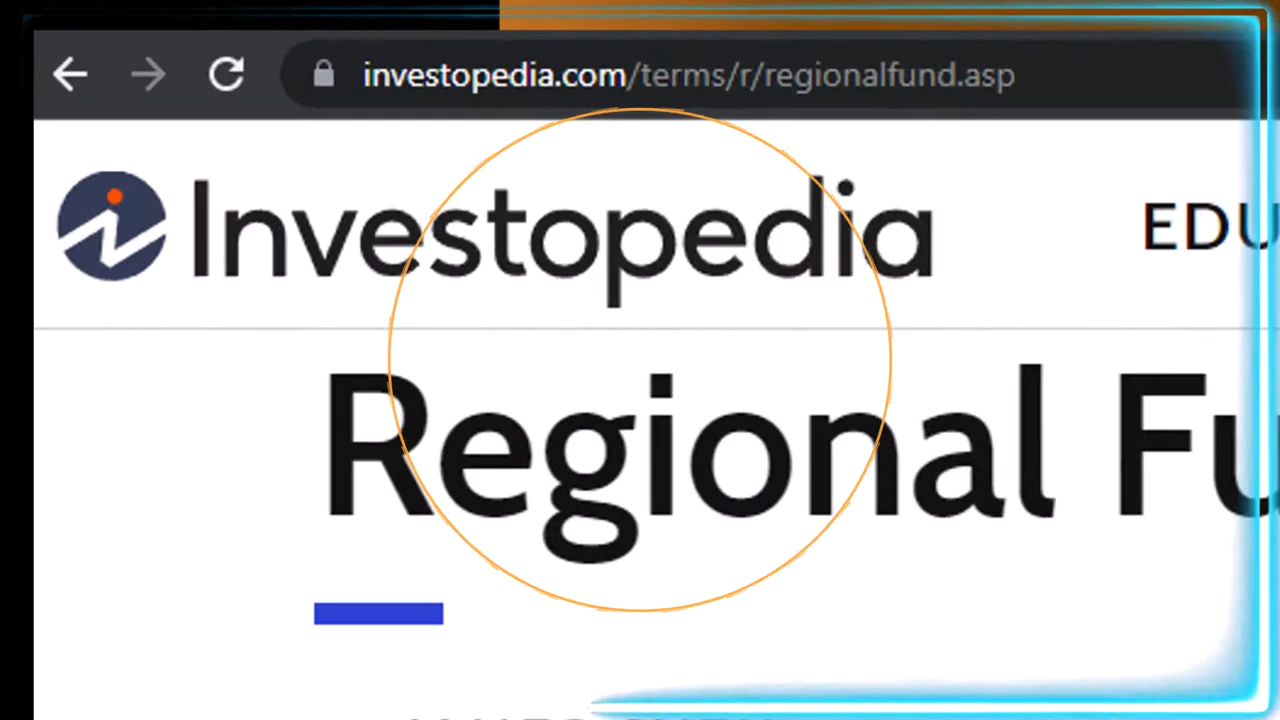 investopedia.com/terms/r/regionalfund.asp
Investopedia
EDU
Regional Fu